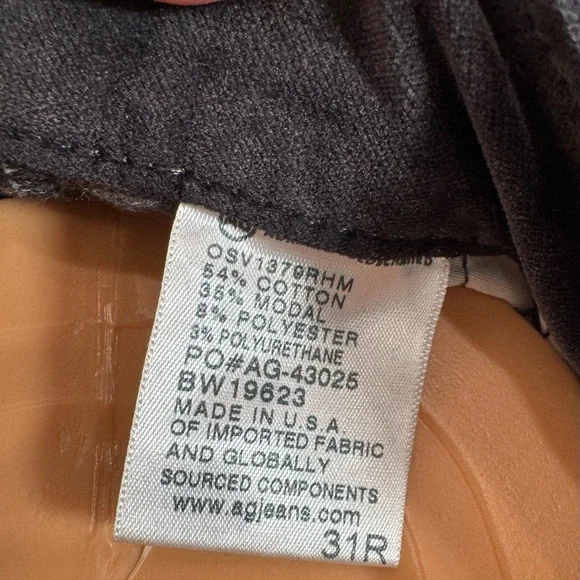 OSV1379RHM
54% COTTON
35% MODAL
8% POLYESTER
3% POLYURETHANE
PO#AG-43025
BW19623
MADE IN U.S.A
OF IMPORTED FABRIC
AND GLOBALLY
SOURCED COMPONENTS
www.agjeans.com
31R